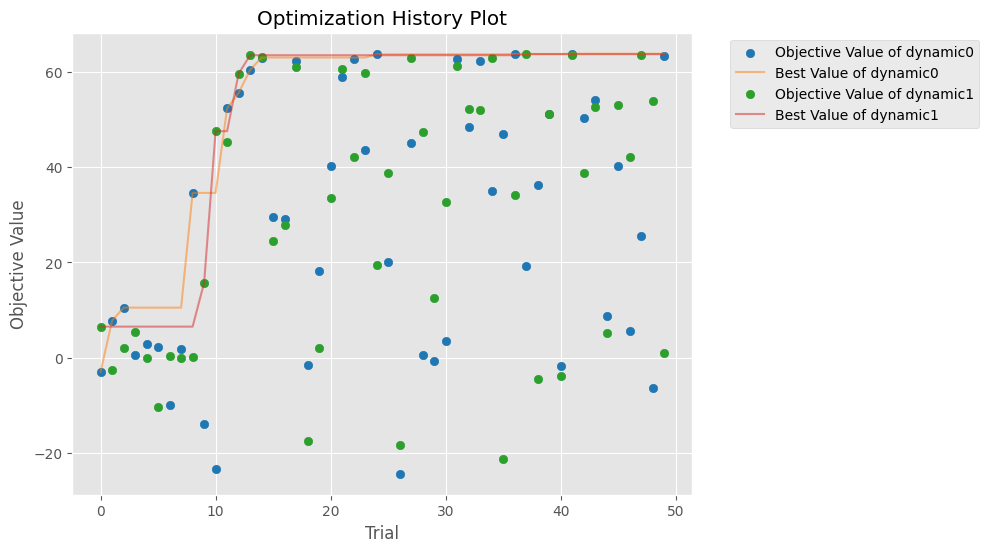 Optimization History Plot
Objective Value
60
40
20
0
−20
0 10 20 30 40 50
Trial
Objective Value of dynamic0
Best Value of dynamic0
Objective Value of dynamic1
Best Value of dynamic1